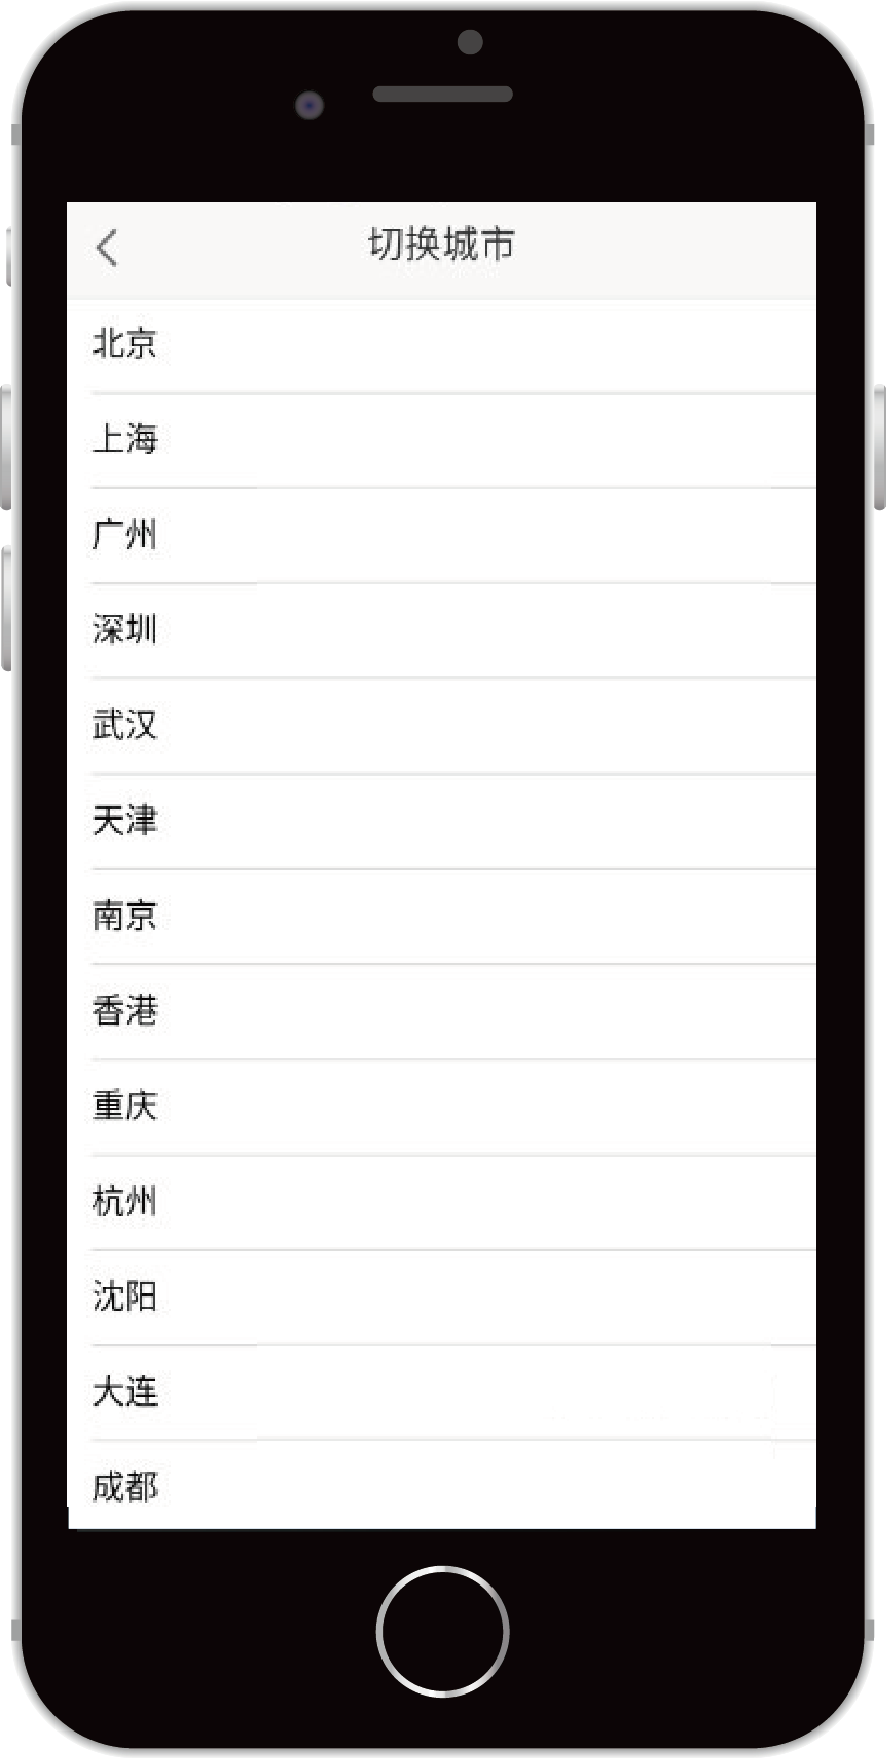 切换城市
北京
上海
广州
深圳
武汉
天津
南京
香港
重庆
杭州
沈阳
大连
成都